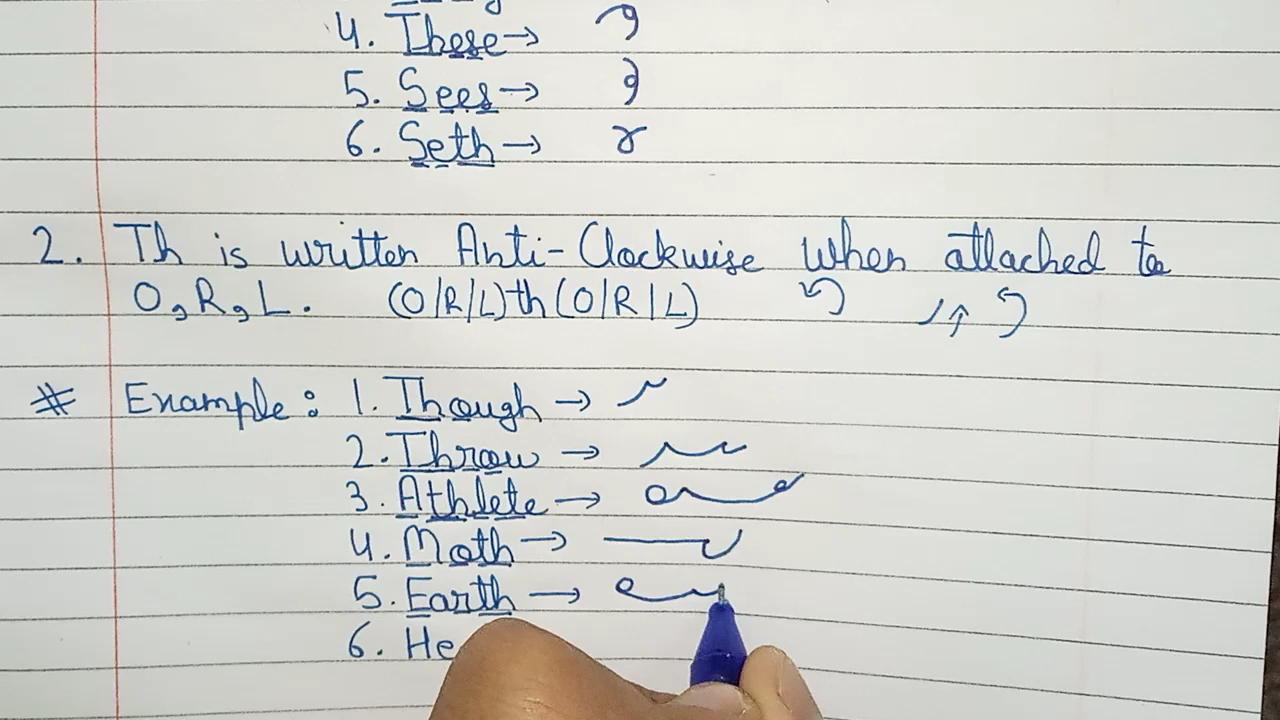 4. These →
5. Sees →
6. Seth →
2. Th is written Anti-Clockwise when attached to
O, R, L. (O/R/L)th(O/R/L)
* Example: 1. Though →
2. Throw →
3. Athlete →
4. Moth →
5. Earth →
6. He